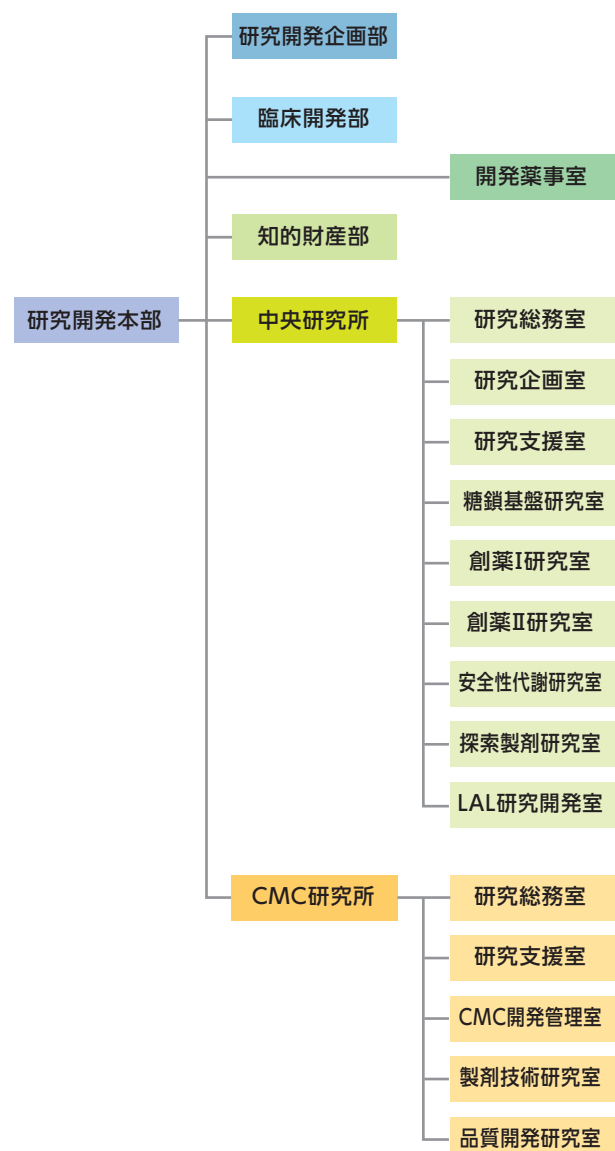 研究開発企画部
臨床開発部
開発薬事室
知的財産部
研究開発本部
中央研究所
研究総務室
研究企画室
研究支援室
糖鎖基盤研究室
創薬I研究室
創薬II研究室
安全性代謝研究室
探索製剤研究室
LAL研究開発室
CMC研究所
研究総務室
研究支援室
CMC開発管理室
製剤技術研究室
品質開発研究室